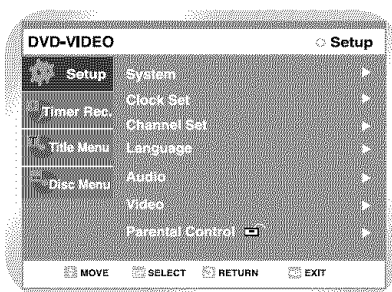 DVD-VIDEO Setup
Setup System
Clock Set
Timer Rec.
Channel Set
Title Menu Language
Disc Menu Audio
Video
Parental Control
MOVE SELECT RETURN EXIT